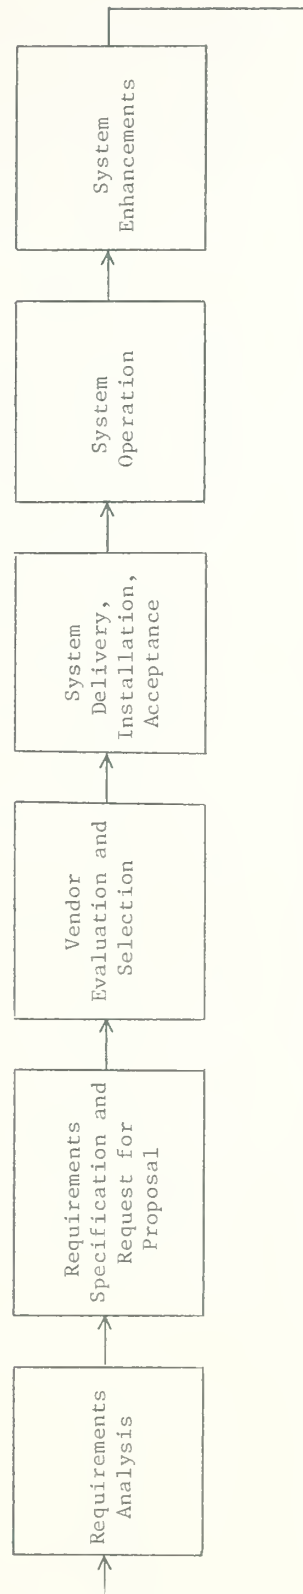 Requirements
Analysis
Requirements
Specification and
Request for
Proposal
Vendor
Evaluation and
Selection
System
Delivery,
Installation,
Acceptance
System
Operation
System
Enhancements